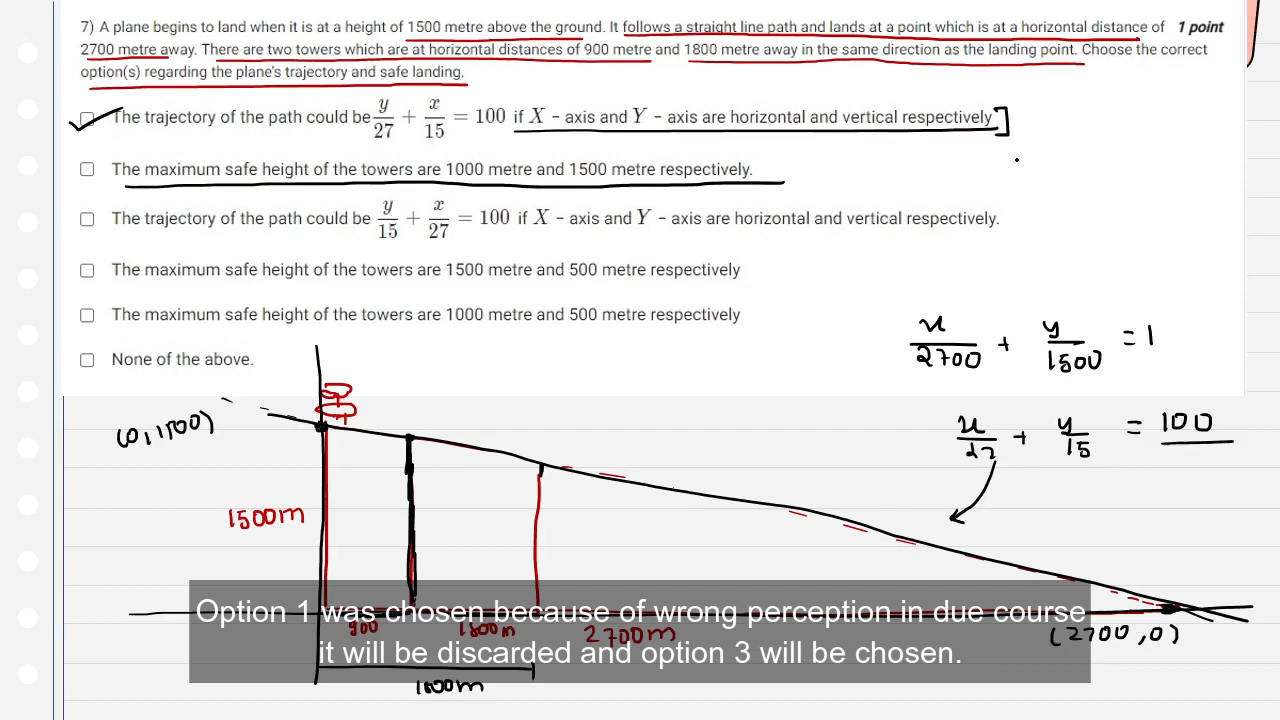 7) A plane begins to land when it is at a height of 1500 metre above the ground. It follows a straight line path and lands at a point which is at a horizontal distance of 1 point
2700 metre away. There are two towers which are at horizontal distances of 900 metre and 1800 metre away in the same direction as the landing point. Choose the correct
option(s) regarding the plane's trajectory and safe landing.
The trajectory of the path could be y/27 + x/15 = 100 if X - axis and Y - axis are horizontal and vertical respectively
The maximum safe height of the towers are 1000 metre and 1500 metre respectively.
The trajectory of the path could be y/15 + x/27 = 100 if X - axis and Y - axis are horizontal and vertical respectively.
The maximum safe height of the towers are 1500 metre and 500 metre respectively
The maximum safe height of the towers are 1000 metre and 500 metre respectively
None of the above.
x/2700 + y/1500 = 1
(0,1500)
x/27 + y/15 = 100
1500m
Option 1 was chosen because of wrong perception in due course
900 1800m 2700m
(2700,0)
it will be discarded and option 3 will be chosen.
1800m